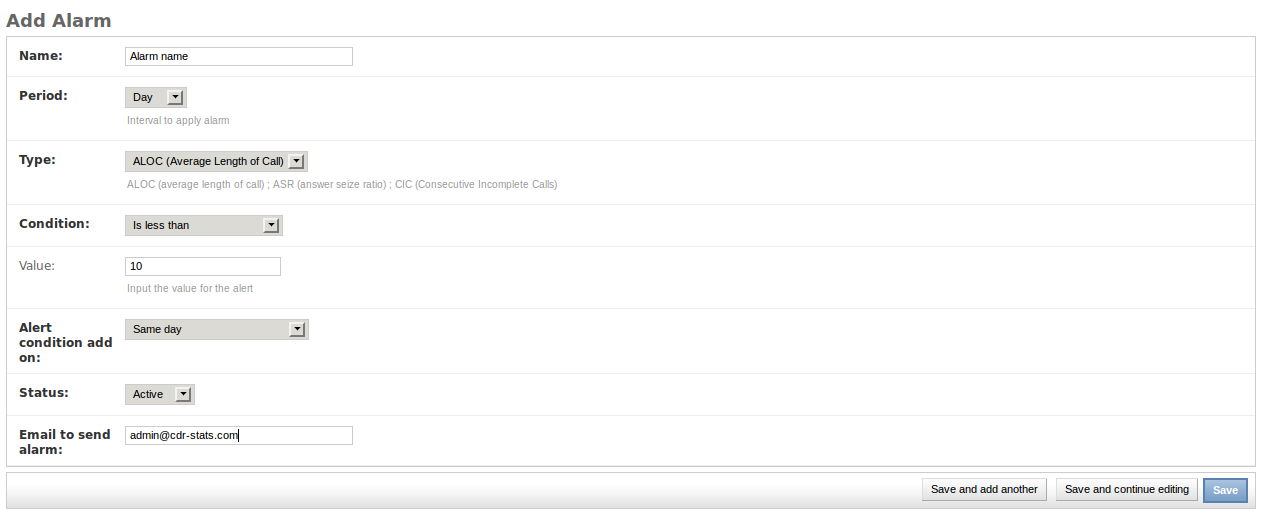 Add Alarm
Name: Alarm name
Period: Day
Interval to apply alarm
Type: ALOC (Average Length of Call)
ALOC (average length of call) ; ASR (answer seize ratio) ; CIC (Consecutive Incomplete Calls)
Condition: Is less than
Value: 10
Input the value for the alert
Alert Same day
condition add
on:
Status: Active
Email to send admin@cdr-stats.com
alarm:
Save and add another Save and continue editing Save